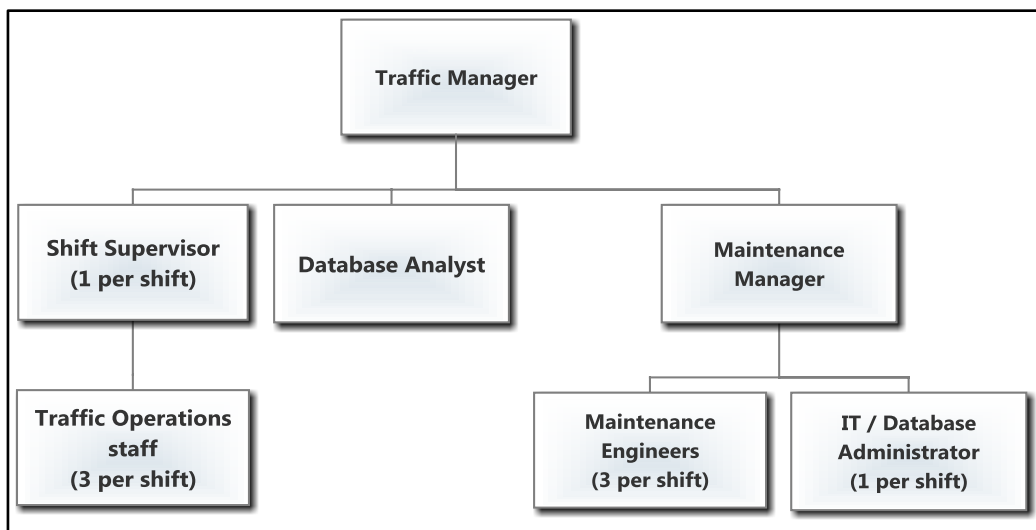 Traffic Manager
Shift Supervisor
(1 per shift)
Database Analyst
Maintenance
Manager
Traffic Operations
staff
(3 per shift)
Maintenance
Engineers
(3 per shift)
IT / Database
Administrator
(1 per shift)